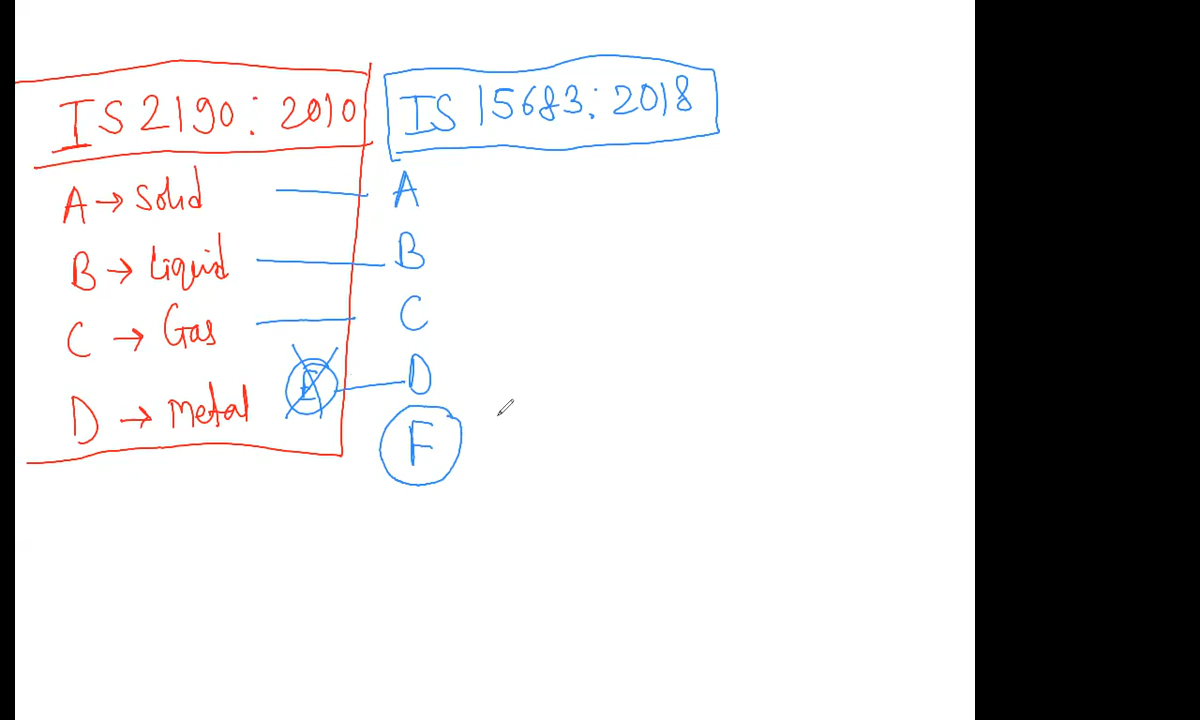 IS 2190: 2010
A → Solid
B → Liquid
C → Gas
D → Metal
E
IS 15683: 2018
A
B
C
D
F